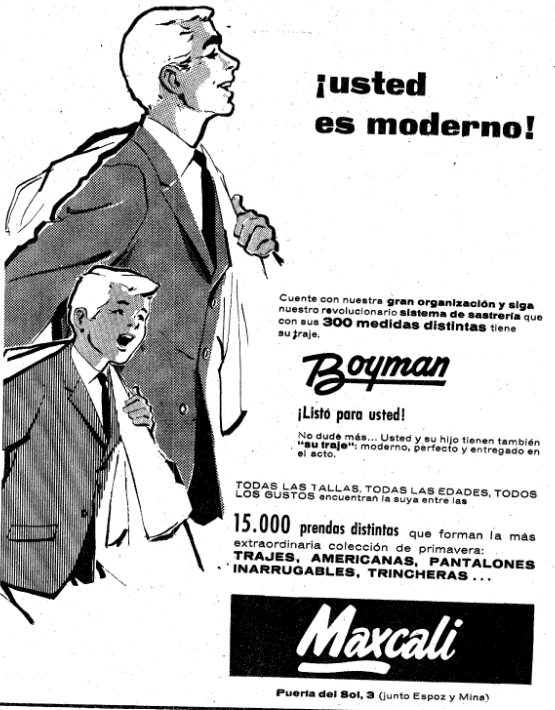 ¡usted
es moderno!
Cuente con nuestra gran organización y siga
nuestro revolucionario sistema de sastrería que
con sus 300 medidas distintas tiene
su traje.
Boyman
¡Listo para usted!
No dude más... Usted y su hijo tienen también
"su traje": moderno, perfecto y entregado en
el acto.
TODAS LAS TALLAS, TODAS LAS EDADES, TODOS
LOS GUSTOS encuentran la suya entre las
15.000 prendas distintas que forman la más
extraordinaria colección de primavera:
TRAJES, AMERICANAS, PANTALONES
INARRUGABLES, TRINCHERAS...
Maxcali
Puerta del Sol, 3 (junto Espoz y Mina)